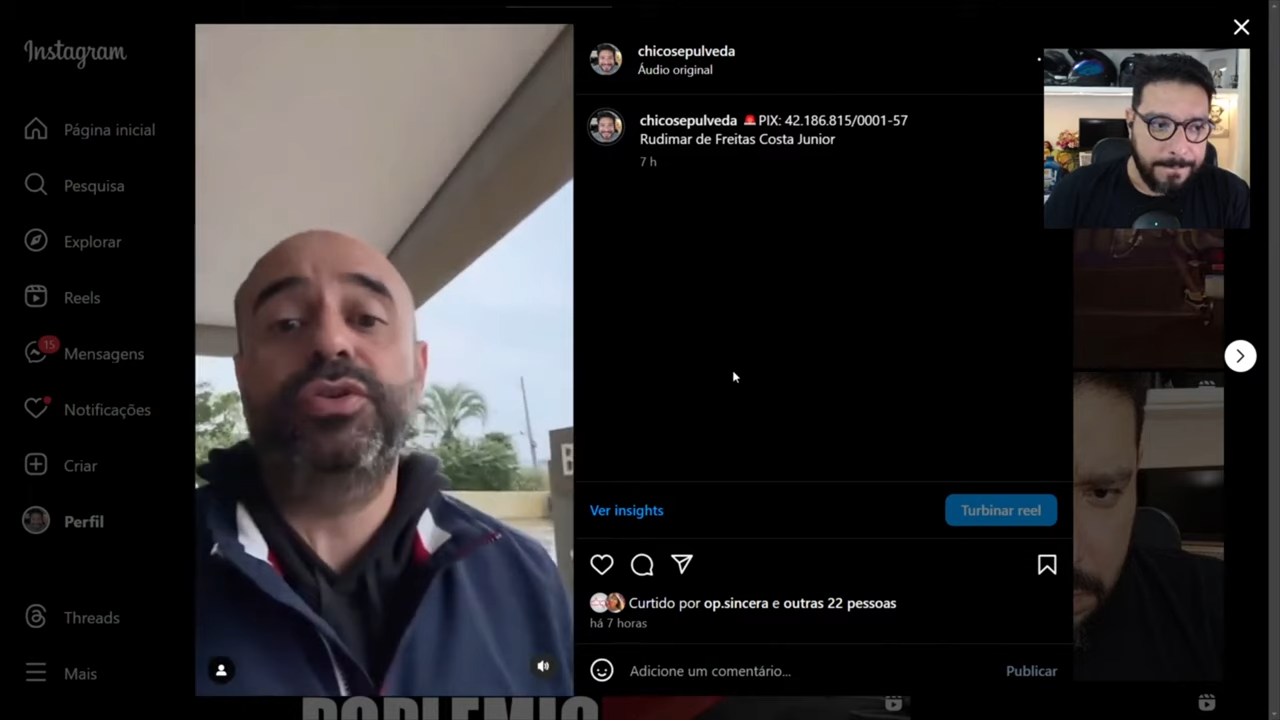 Instagram
Página inicial
Pesquisa
Explorar
Reels
15
Mensagens
Notificações
Criar
Perfil
Threads
Mais
chicosepulveda
Áudio original
chicosepulveda 🚨PIX: 42.186.815/0001-57
Rudimar de Freitas Costa Junior
7 h
Ver insights
Turbinar reel
Curtido por op.sincera e outras 22 pessoas
há 7 horas
Adicione um comentário...
Publicar